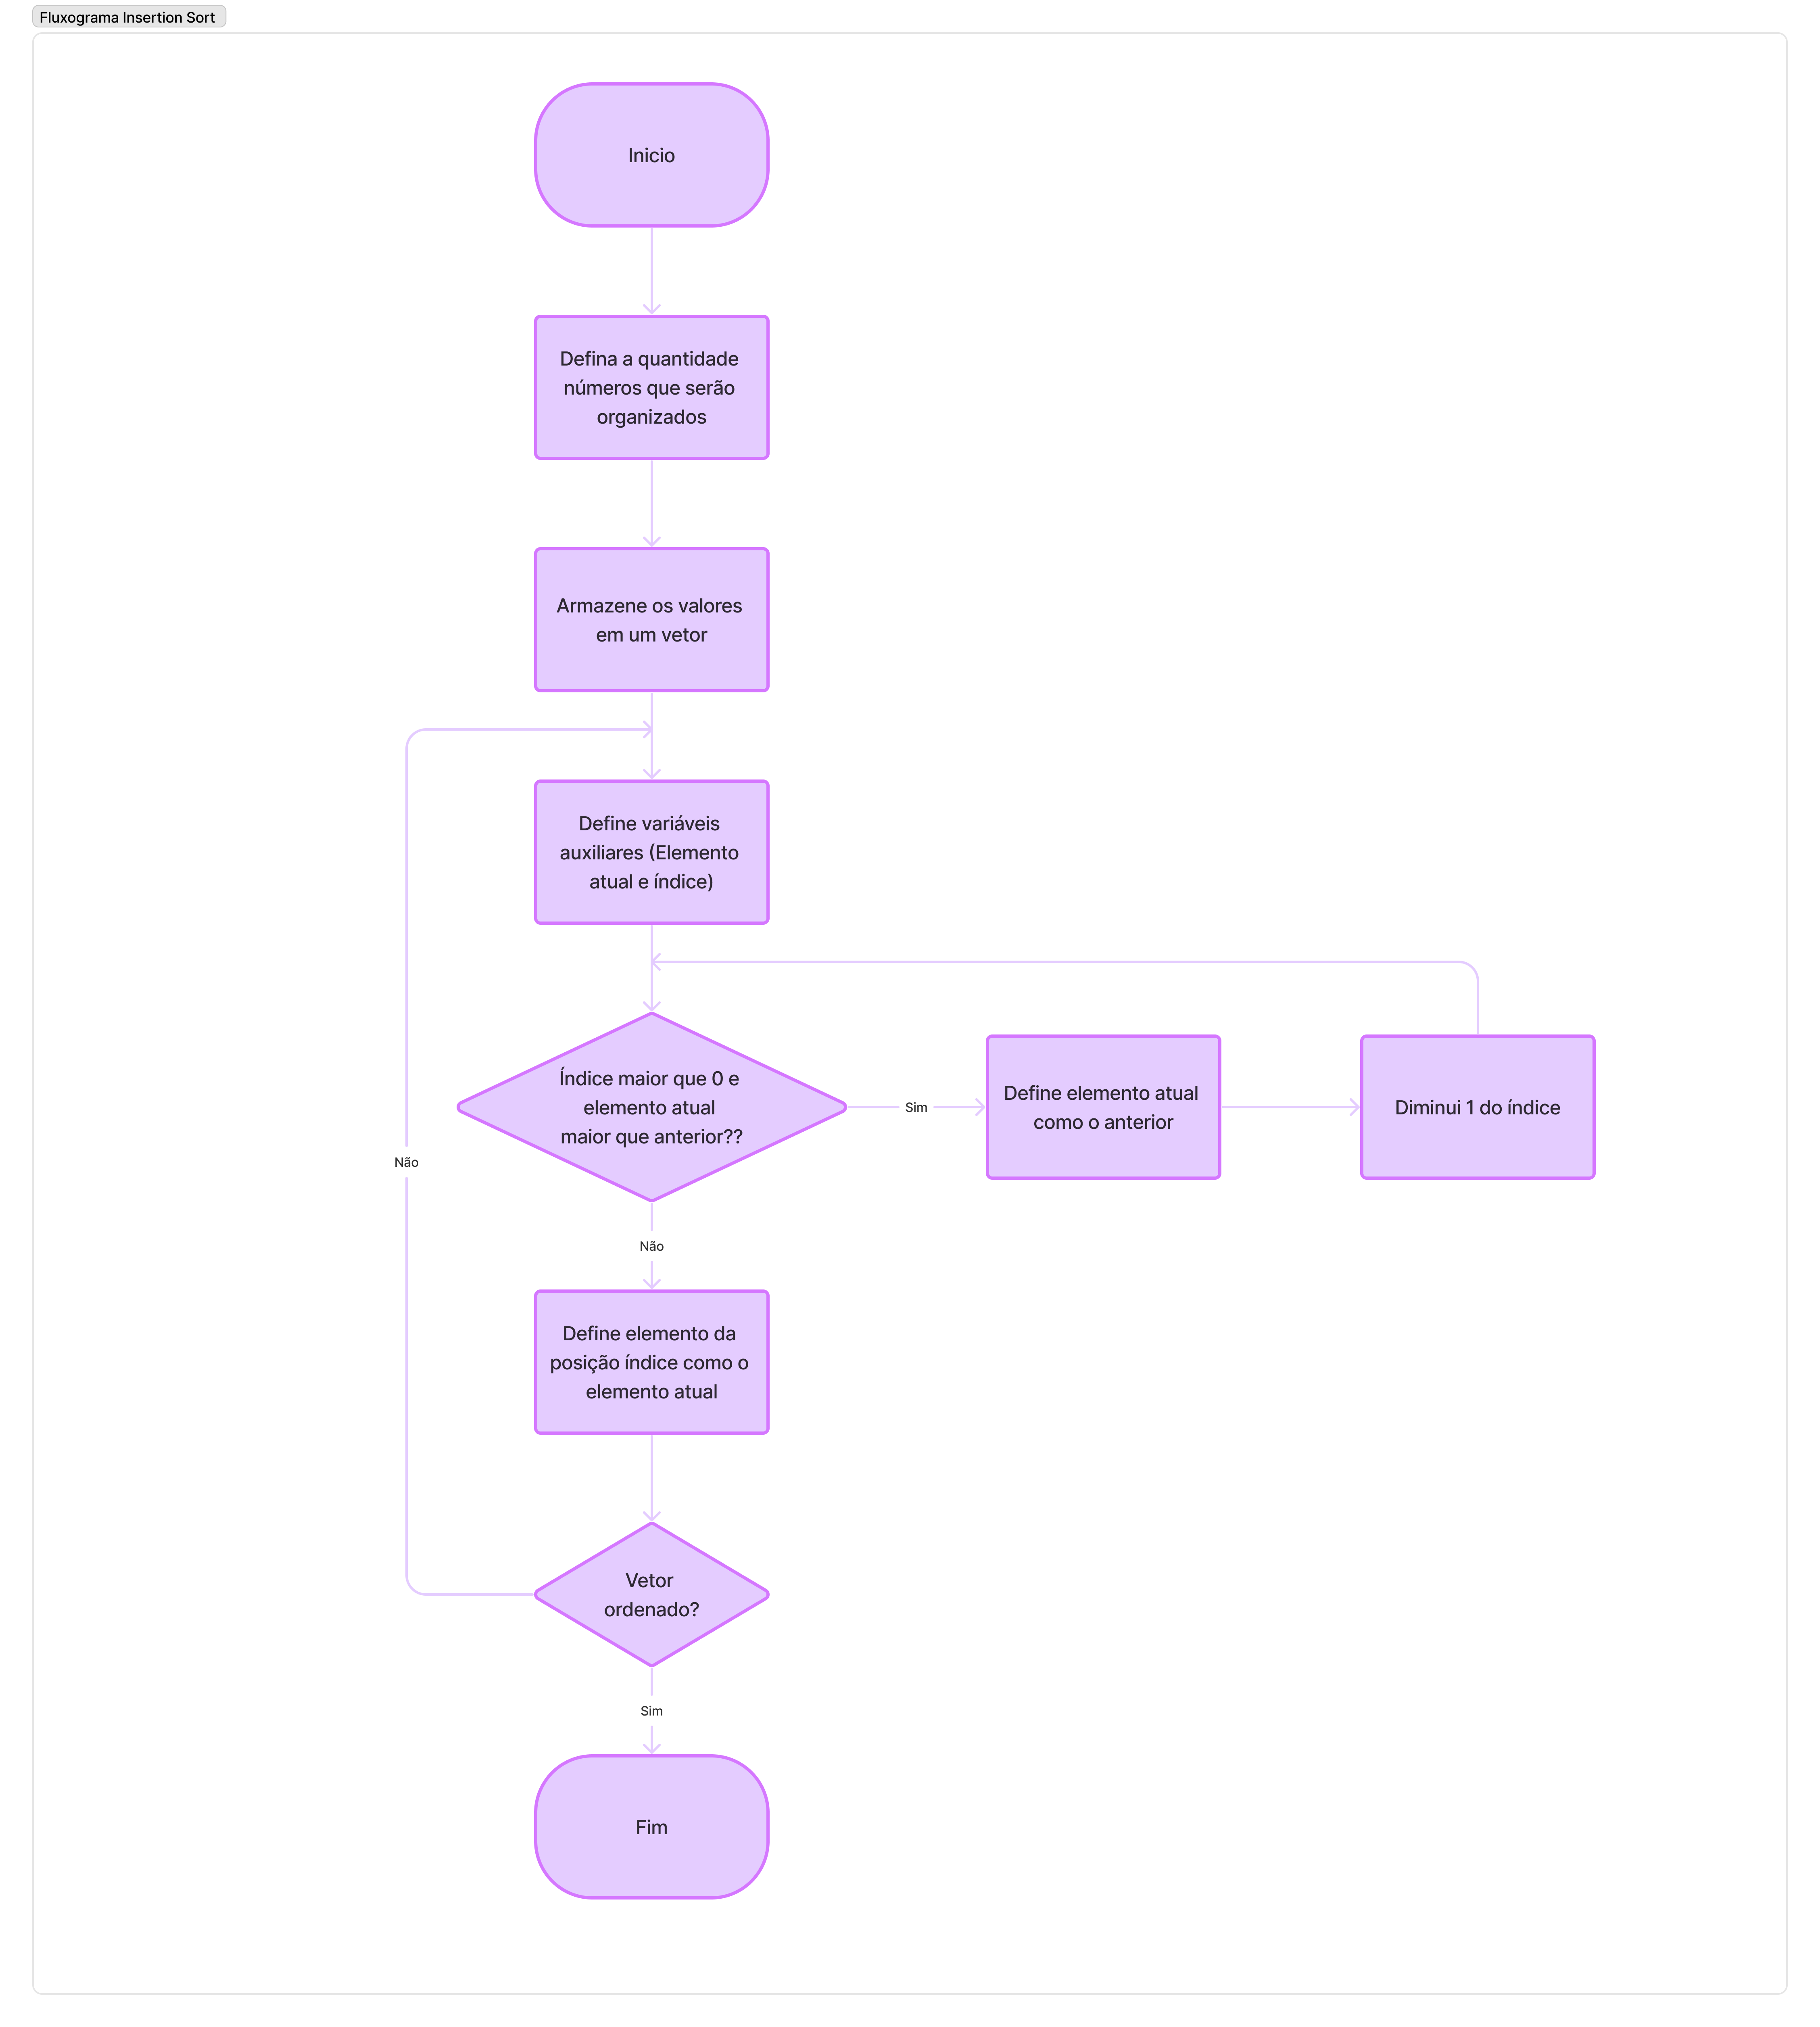 Fluxograma Insertion Sort
Inicio
Defina a quantidade
números que serão
organizados
Armazene os valores
em um vetor
Define variáveis
auxiliares (Elemento
atual e índice)
Índice maior que 0 e
elemento atual
maior que anterior??
Sim
Define elemento atual
como o anterior
Diminui 1 do índice
Não
Não
Define elemento da
posição índice como o
elemento atual
Vetor
ordenado?
Sim
Fim